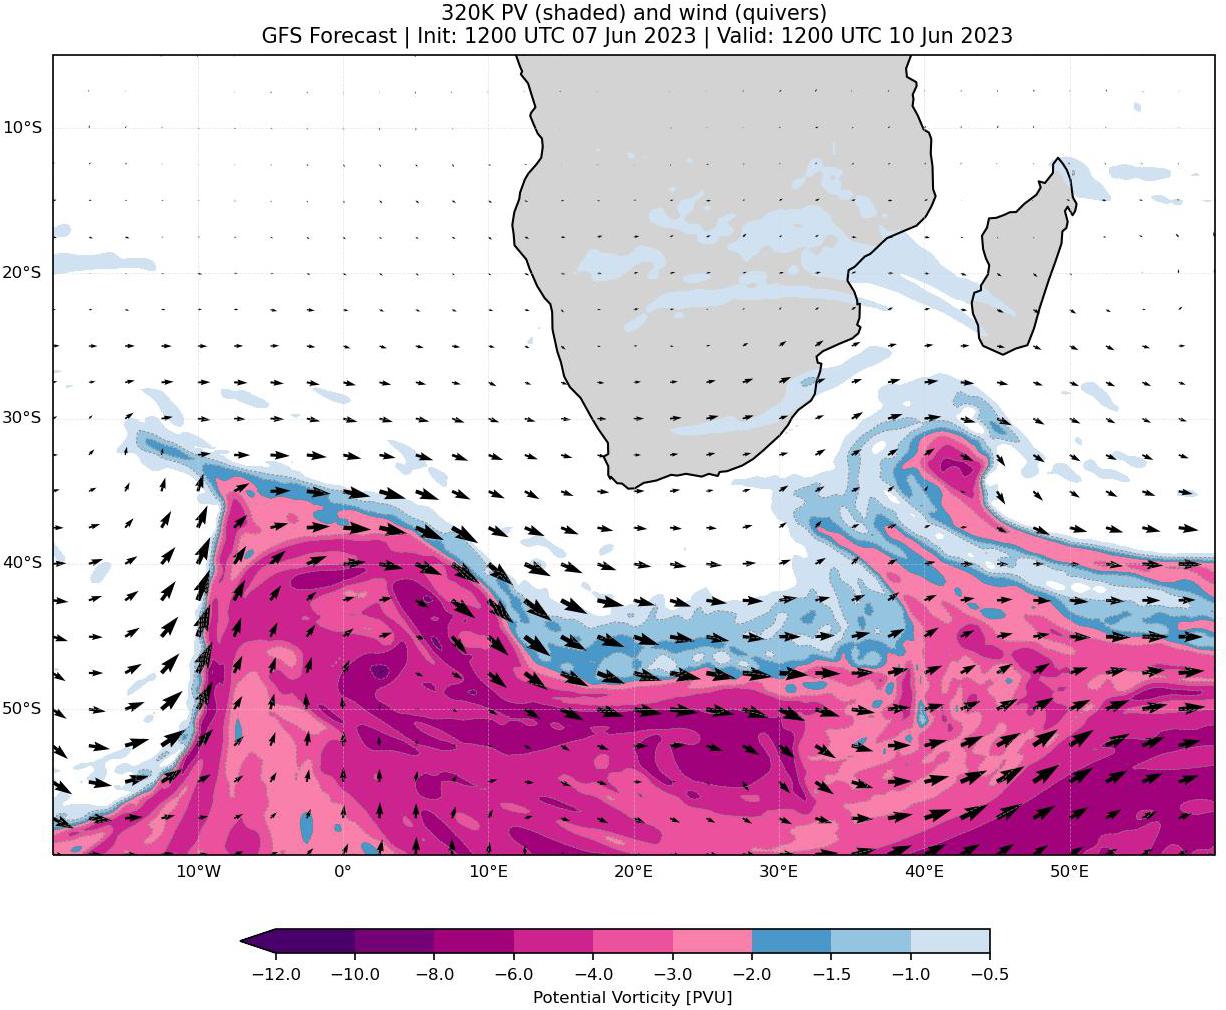 320K PV (shaded) and wind (quivers)
GFS Forecast | Init: 1200 UTC 07 Jun 2023 | Valid: 1200 UTC 10 Jun 2023
10°S
20°S
30°S
40°S
50°S
10°W 0° 10°E 20°E 30°E 40°E 50°E
−12.0 −10.0 −8.0 −6.0 −4.0 −3.0 −2.0 −1.5 −1.0 −0.5
Potential Vorticity [PVU]